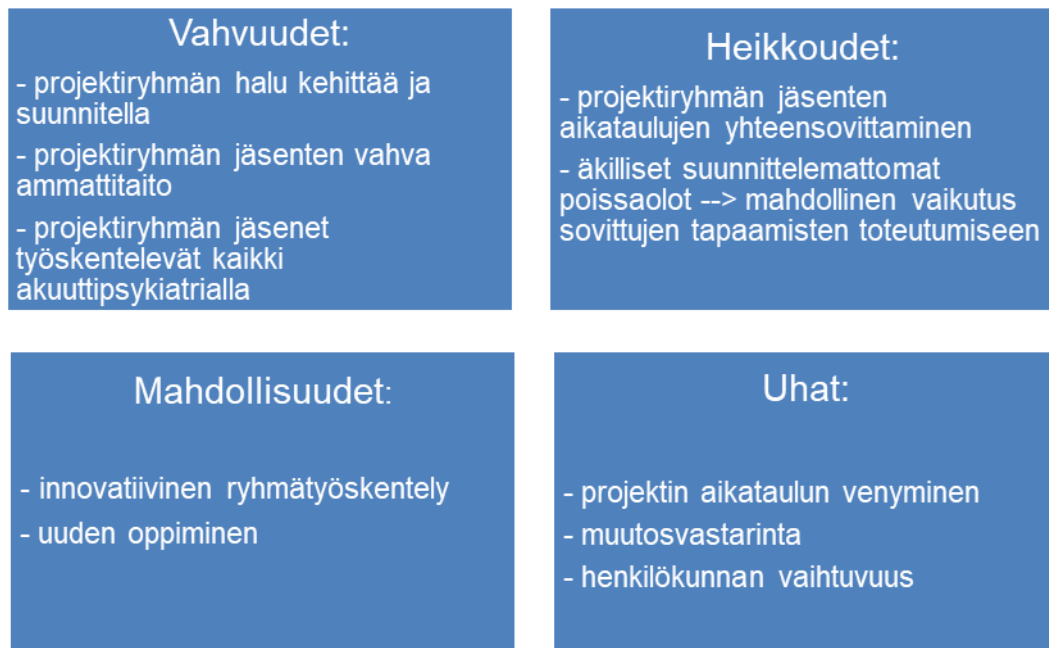 Vahvuudet:
- projektiryhmän halu kehittää ja
suunnitella
- projektiryhmän jäsenten vahva
ammattitaito
- projektiryhmän jäsenet
työskentelevät kaikki
akuuttipsykiatrialla
Heikkoudet:
- projektiryhmän jäsenten
aikataulujen yhteensovittaminen
- äkilliset suunnittelemattomat
poissaolot --> mahdollinen vaikutus
sovittujen tapaamisten toteutumiseen
Mahdollisuudet:
- innovatiivinen ryhmätyöskentely
- uuden oppiminen
Uhat:
- projektin aikataulun venyminen
- muutosvastarinta
- henkilökunnan vaihtuvuus